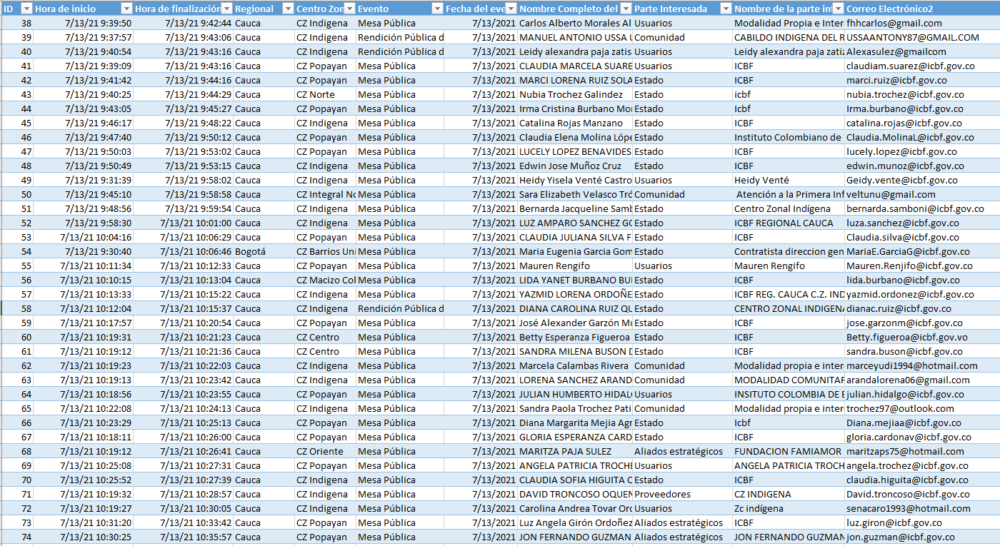 ID Hora de inicio Hora de finalización Regional Centro Zon Evento Fecha del eve Nombre Completo del Parte Interesada Nombre de la parte int Correo Electrónico2
38 7/13/21 9:39:50 7/13/21 9:42:44 Cauca CZ Indigena Mesa Pública 7/13/2021 Carlos Alberto Morales Al Usuarios Modalidad Propia e Inter fhhcarlos@gmail.com
39 7/13/21 9:37:57 7/13/21 9:43:06 Cauca CZ Indigena Rendición Pública d 7/13/2021 MANUEL ANTONIO USSA U Comunidad CABILDO INDIGENA DEL R USSAANTONY87@GMAIL.COM
40 7/13/21 9:40:54 7/13/21 9:43:16 Cauca CZ Indigena Rendición Pública d 7/13/2021 Leidy alexandra paja zatis Usuarios Leidy alexandra paja zatiz Alexasulez@gmailcom
41 7/13/21 9:39:09 7/13/21 9:43:16 Cauca CZ Popayan Mesa Pública 7/13/2021 CLAUDIA MARCELA SUARE Usuarios ICBF claudiam.suarez@icbf.gov.co
42 7/13/21 9:41:42 7/13/21 9:44:16 Cauca CZ Popayan Mesa Pública 7/13/2021 MARCI LORENA RUIZ SOLA Estado ICBF marci.ruiz@icbf.gov.co
43 7/13/21 9:40:25 7/13/21 9:44:29 Cauca CZ Norte Mesa Pública 7/13/2021 Nubia Trochez Galindez Estado icbf nubia.trochez@icbf.gov.co
44 7/13/21 9:43:05 7/13/21 9:45:27 Cauca CZ Indigena Mesa Pública 7/13/2021 Irma Cristina Burbano Mor Estado Icbf Irma.burbano@icbf.gov.co
45 7/13/21 9:46:17 7/13/21 9:48:22 Cauca CZ Indigena Mesa Pública 7/13/2021 Catalina Rojas Manzano Estado ICBF catalina.rojas@icbf.gov.co
46 7/13/21 9:47:40 7/13/21 9:50:12 Cauca CZ Popayan Mesa Pública 7/13/2021 Claudia Elena Molina Lópe Estado Instituto Colombiano de Claudia.MolinaL@icbf.gov.co
47 7/13/21 9:50:03 7/13/21 9:53:02 Cauca CZ Popayan Mesa Pública 7/13/2021 LUCELY LOPEZ BENAVIDES Estado ICBF lucely.lopez@icbf.gov.co
48 7/13/21 9:50:49 7/13/21 9:53:15 Cauca CZ Indigena Mesa Pública 7/13/2021 Edwin Jose Muñoz Cruz Estado ICBF edwin.munoz@icbf.gov.co
49 7/13/21 9:31:39 7/13/21 9:58:02 Cauca CZ Indigena Mesa Pública 7/13/2021 Heidy Yisela Venté Castro Usuarios Heidy Venté Geidy.vente@icbf.gov.co
50 7/13/21 9:45:10 7/13/21 9:58:58 Cauca CZ Integral No Mesa Pública 7/13/2021 Sara Elizabeth Velasco Tró Comunidad Atención a la Primera Inf veltunu@gmail.com
51 7/13/21 9:48:56 7/13/21 9:59:54 Cauca CZ Indigena Mesa Pública 7/13/2021 Bernarda Jacqueline Samb Estado Centro Zonal Indígena bernarda.samboni@icbf.gov.co
52 7/13/21 9:58:30 7/13/21 10:01:00 Cauca CZ Indigena Mesa Pública 7/13/2021 LUZ AMPARO SANCHEZ GO Estado ICBF REGIONAL CAUCA luza.sanchez@icbf.gov.co
53 7/13/21 10:04:16 7/13/21 10:06:29 Cauca CZ Popayan Mesa Pública 7/13/2021 CLAUDIA JULIANA SILVA F Estado ICBF Claudia.silva@icbf.gov.co
54 7/13/21 9:30:40 7/13/21 10:06:46 Bogotá CZ Barrios Uni Mesa Pública 7/13/2021 Maria Eugenia Garcia Gom Estado Contratista direccion gen MariaE.GarciaG@icbf.gov.co
55 7/13/21 10:11:34 7/13/21 10:12:33 Cauca CZ Popayan Mesa Pública 7/13/2021 Mauren Rengifo Usuarios Mauren Rengifo Mauren.Renjifo@icbf.gov.co
56 7/13/21 10:10:15 7/13/21 10:13:04 Cauca CZ Macizo Col Mesa Pública 7/13/2021 LIDA YANET BURBANO BUI Estado ICBF lida.burbano@icbf.gov.co
57 7/13/21 10:13:33 7/13/21 10:15:22 Cauca CZ Indigena Mesa Pública 7/13/2021 YAZMID LORENA ORDOÑE Estado ICBF REG. CAUCA C.Z. IND yazmid.ordonez@icbf.gov.co
58 7/13/21 10:12:04 7/13/21 10:15:37 Cauca CZ Indigena Rendición Pública d 7/13/2021 DIANA CAROLINA RUIZ QU Estado CENTRO ZONAL INDIGENA dianac.ruiz@icbf.gov.co
59 7/13/21 10:17:57 7/13/21 10:20:54 Cauca CZ Popayan Mesa Pública 7/13/2021 José Alexander Garzón Mu Estado ICBF jose.garzonm@icbf.gov.co
60 7/13/21 10:19:31 7/13/21 10:21:23 Cauca CZ Centro Mesa Pública 7/13/2021 Betty Esperanza Figueroa Estado ICBF Betty.figueroa@icbf.gov.vo
61 7/13/21 10:19:12 7/13/21 10:21:36 Cauca CZ Centro Mesa Pública 7/13/2021 SANDRA MILENA BUSON D Estado ICBF sandra.buson@icbf.gov.co
62 7/13/21 10:19:23 7/13/21 10:22:03 Cauca CZ Indigena Mesa Pública 7/13/2021 Marcela Calambas Rivera Comunidad Modalidad propia e inter marceyudi1994@hotmail.com
63 7/13/21 10:19:13 7/13/21 10:23:42 Cauca CZ Indigena Mesa Pública 7/13/2021 LORENA SANCHEZ ARAND Comunidad MODALIDAD COMUNITAR arandalorena06@gmail.com
64 7/13/21 10:18:56 7/13/21 10:23:55 Cauca CZ Popayan Mesa Pública 7/13/2021 JULIAN HUMBERTO HIDAL Usuarios INSITUTO COLOMBIA DE B julian.hidalgo@icbf.gov.co
65 7/13/21 10:22:08 7/13/21 10:24:13 Cauca CZ Indigena Mesa Pública 7/13/2021 Sandra Paola Trochez Pati Comunidad Modalidad propia e inter trochez97@outlook.com
66 7/13/21 10:23:29 7/13/21 10:25:13 Cauca CZ Popayan Mesa Pública 7/13/2021 Diana Margarita Mejia Agr Estado Icbf Diana.mejiaa@icbf.gov.co
67 7/13/21 10:18:11 7/13/21 10:26:00 Cauca CZ Popayan Mesa Pública 7/13/2021 GLORIA ESPERANZA CARD Estado ICBF gloria.cardonav@icbf.gov.co
68 7/13/21 10:19:12 7/13/21 10:26:41 Cauca CZ Oriente Mesa Pública 7/13/2021 MARITZA PAJA SULEZ Aliados estratégicos FUNDACION FAMIAMOR maritzaps75@hotmail.com
69 7/13/21 10:25:08 7/13/21 10:27:31 Cauca CZ Popayan Mesa Pública 7/13/2021 ANGELA PATRICIA TROCHE Usuarios ANGELA PATRICIA TROCH angela.trochez@icbf.gov.co
70 7/13/21 10:25:52 7/13/21 10:27:39 Cauca CZ Indigena Mesa Pública 7/13/2021 CLAUDIA SOFIA HIGUITA C Estado ICBF claudia.higuita@icbf.gov.co
71 7/13/21 10:19:32 7/13/21 10:28:57 Cauca CZ Indigena Mesa Pública 7/13/2021 DAVID TRONCOSO OQUEN Proveedores CZ INDIGENA David.troncoso@icbf.gov.co
72 7/13/21 10:19:27 7/13/21 10:30:05 Cauca CZ Indigena Mesa Pública 7/13/2021 Carolina Andrea Tovar Ord Usuarios Zc indígena senacaro1993@hotmail.com
73 7/13/21 10:31:20 7/13/21 10:33:42 Cauca CZ Popayan Mesa Pública 7/13/2021 Luz Angela Girón Ordoñez Aliados estratégicos ICBF luz.giron@icbf.gov.co
74 7/13/21 10:30:25 7/13/21 10:35:57 Cauca CZ Popayan Mesa Pública 7/13/2021 JON FERNANDO GUZMAN Aliados estratégicos JON FERNANDO GUZMAN jon.guzman@icbf.gov.co